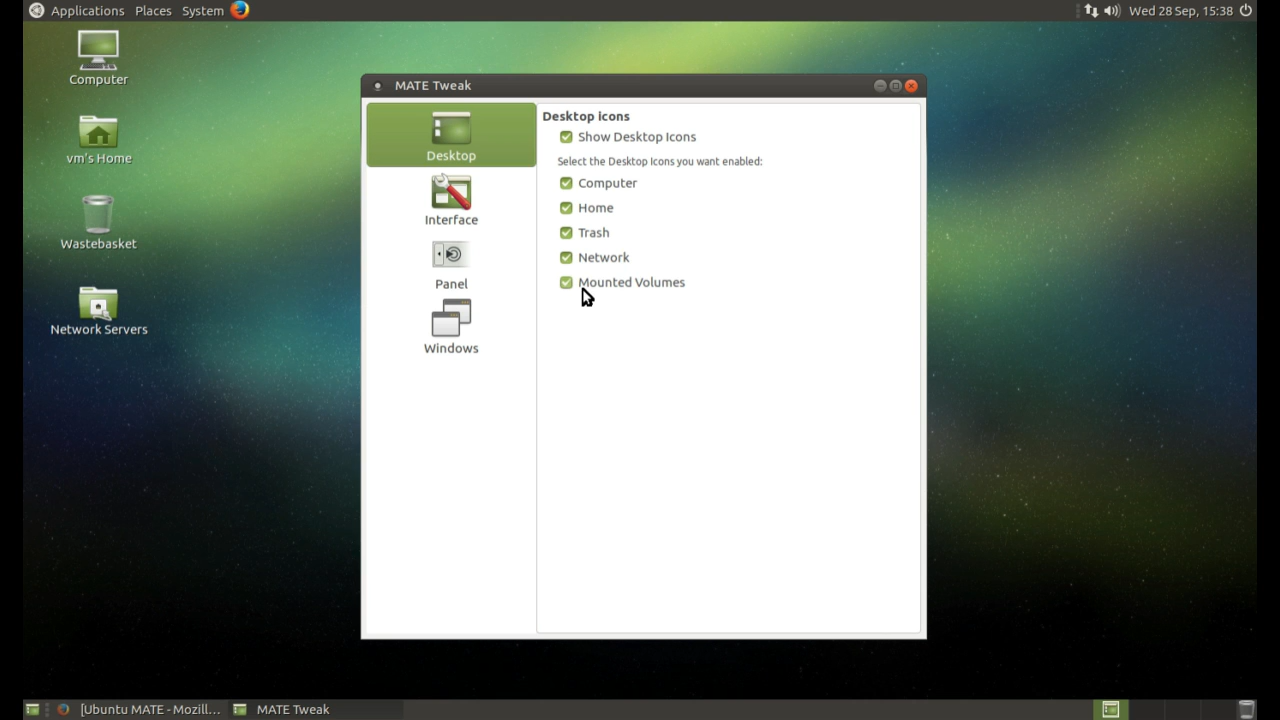 Applications Places System
Wed 28 Sep, 15:38
Computer
vm's Home
Wastebasket
Network Servers
MATE Tweak
Desktop
Interface
Panel
Windows
Desktop icons
Show Desktop Icons
Select the Desktop Icons you want enabled:
Computer
Home
Trash
Network
Mounted Volumes
[Ubuntu MATE - Mozill...
MATE Tweak